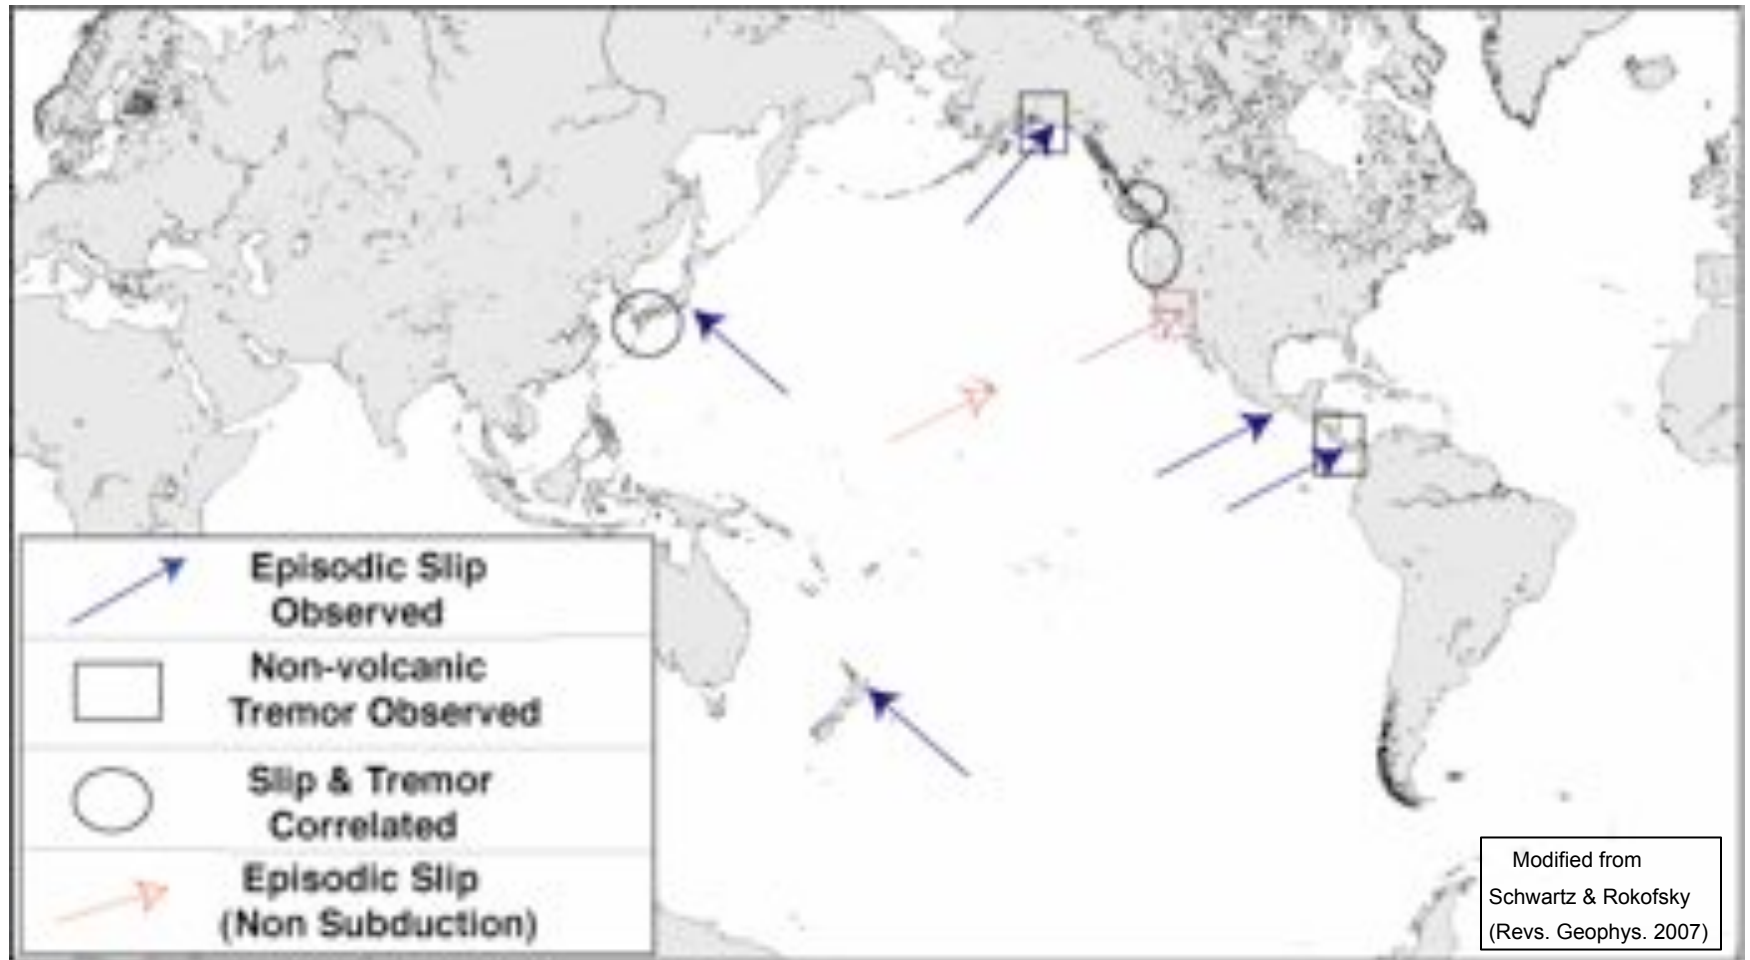 Episodic Slip
Observed
Non-volcanic
Tremor Observed
Slip & Tremor
Correlated
Episodic Slip
(Non Subduction)
Modified from
Schwartz & Rokofsky
(Revs. Geophys. 2007)